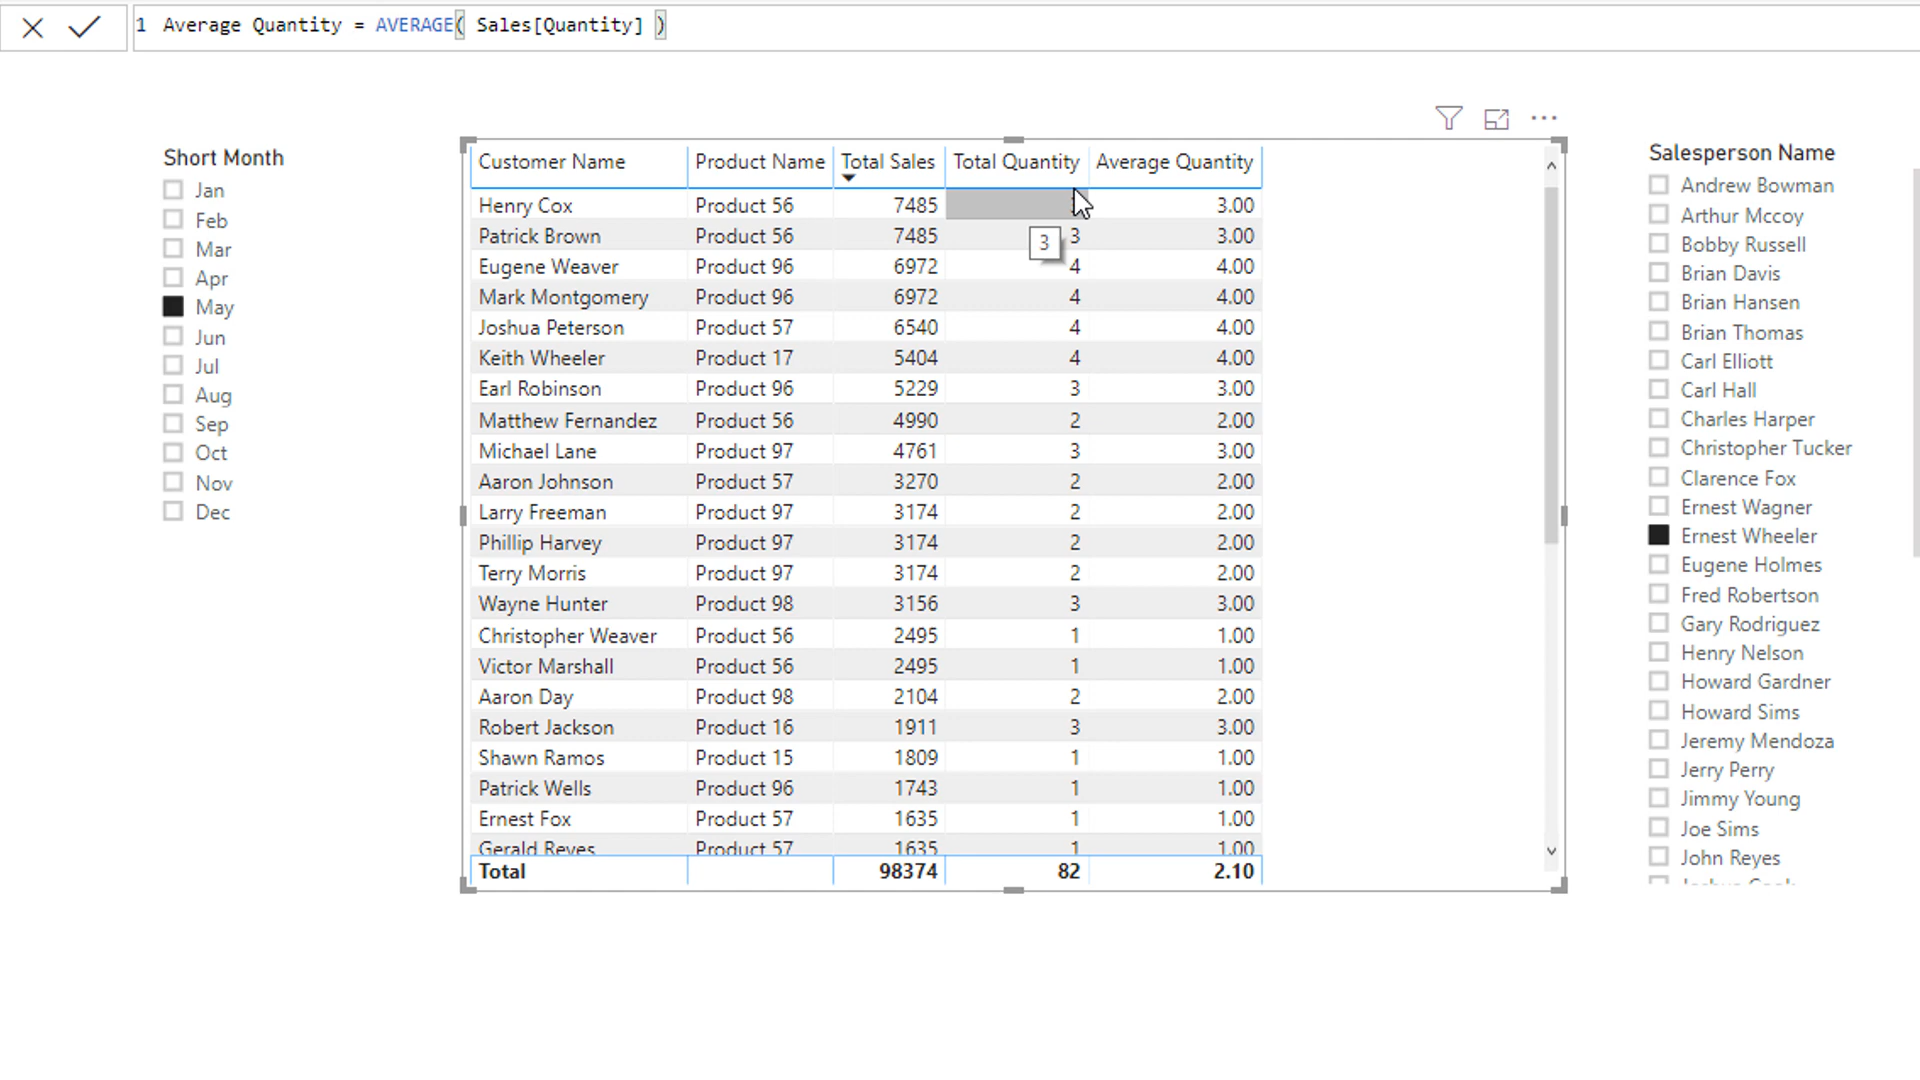 1 Average Quantity = AVERAGE( Sales[Quantity] )
Short Month
Jan
Feb
Mar
Apr
May
Jun
Jul
Aug
Sep
Oct
Nov
Dec
Customer Name Product Name Total Sales Total Quantity Average Quantity
Henry Cox Product 56 7485 3.00
Patrick Brown Product 56 7485 3 3.00
3
Eugene Weaver Product 96 6972 4 4.00
Mark Montgomery Product 96 6972 4 4.00
Joshua Peterson Product 57 6540 4 4.00
Keith Wheeler Product 17 5404 4 4.00
Earl Robinson Product 96 5229 3 3.00
Matthew Fernandez Product 56 4990 2 2.00
Michael Lane Product 97 4761 3 3.00
Aaron Johnson Product 57 3270 2 2.00
Larry Freeman Product 97 3174 2 2.00
Phillip Harvey Product 97 3174 2 2.00
Terry Morris Product 97 3174 2 2.00
Wayne Hunter Product 98 3156 3 3.00
Christopher Weaver Product 56 2495 1 1.00
Victor Marshall Product 56 2495 1 1.00
Aaron Day Product 98 2104 2 2.00
Robert Jackson Product 16 1911 3 3.00
Shawn Ramos Product 15 1809 1 1.00
Patrick Wells Product 96 1743 1 1.00
Ernest Fox Product 57 1635 1 1.00
Gerald Reyes Product 57 1635 1 1.00
Total 98374 82 2.10
Salesperson Name
Andrew Bowman
Arthur Mccoy
Bobby Russell
Brian Davis
Brian Hansen
Brian Thomas
Carl Elliott
Carl Hall
Charles Harper
Christopher Tucker
Clarence Fox
Ernest Wagner
Ernest Wheeler
Eugene Holmes
Fred Robertson
Gary Rodriguez
Henry Nelson
Howard Gardner
Howard Sims
Jeremy Mendoza
Jerry Perry
Jimmy Young
Joe Sims
John Reyes